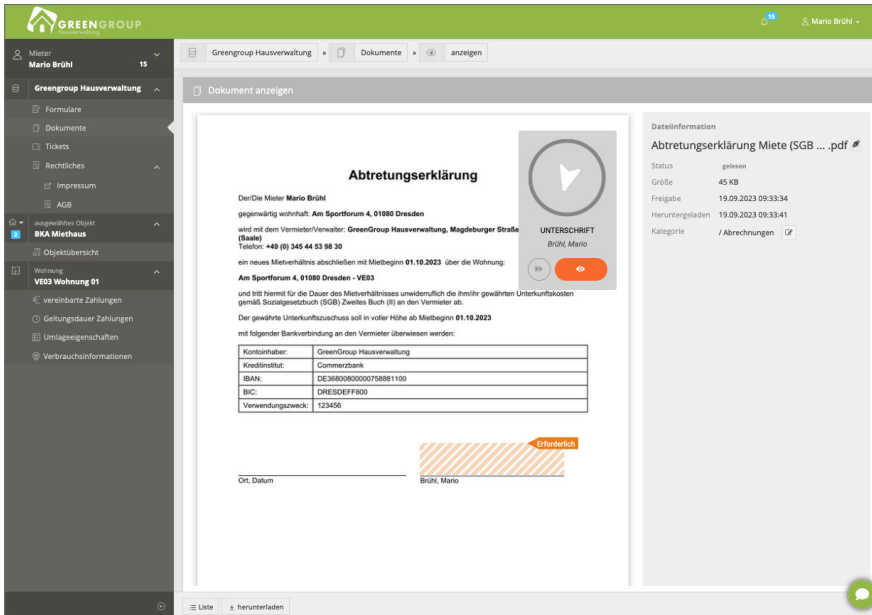 GREENGROUP
Hausverwaltung
15
Mario Brühl
Mieter
Mario Brühl 15
Greengroup Hausverwaltung
Formulare
Dokumente
Tickets
Rechtliches
Impressum
AGB
ausgewähltes Objekt
2 BKA Miethaus
Objektübersicht
Wohnung
VE03 Wohnung 01
vereinbarte Zahlungen
Geltungsdauer Zahlungen
Umlageeigenschaften
Verbrauchsinformationen
Greengroup Hausverwaltung » Dokumente » anzeigen
Dokument anzeigen
Abtretungserklärung
Der/Die Mieter Mario Brühl
gegenwärtig wohnhaft: Am Sportforum 4, 01080 Dresden
wird mit dem Vermieter/Verwalter: GreenGroup Hausverwaltung, Magdeburger Straße
(Saale)
Telefon: +49 (0) 345 44 53 98 30
ein neues Mietverhältnis abschließen mit Mietbeginn 01.10.2023 über die Wohnung:
Am Sportforum 4, 01080 Dresden - VE03
und tritt hiermit für die Dauer des Mietverhältnisses unwiderruflich die ihm/ihr gewährten Unterkunftskosten
gemäß Sozialgesetzbuch (SGB) Zweites Buch (II) an den Vermieter ab.
Der gewährte Unterkunftszuschuss soll in voller Höhe ab Mietbeginn 01.10.2023
mit folgender Bankverbindung an den Vermieter überwiesen werden:
Kontoinhaber: GreenGroup Hausverwaltung
Kreditinstitut: Commerzbank
IBAN: DE36800800000758881100
BIC: DRESDEFF800
Verwendungszweck: 123456
Erforderlich
Ort, Datum
Brühl, Mario
UNTERSCHRIFT
Brühl, Mario
Dateiinformation
Abtretungserklärung Miete (SGB ... .pdf
Status gelesen
Größe 45 KB
Freigabe 19.09.2023 09:33:34
Heruntergeladen 19.09.2023 09:33:41
Kategorie / Abrechnungen
Liste
herunterladen